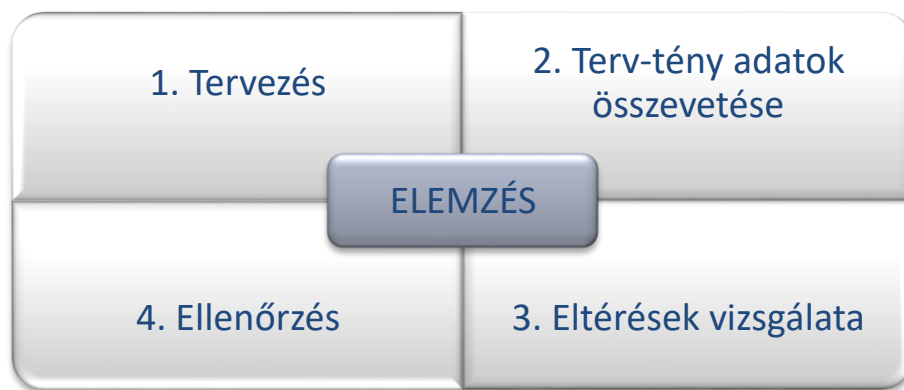 1. Tervezés
2. Terv-tény adatok
összevetése
ELEMZÉS
4. Ellenőrzés
3. Eltérések vizsgálata